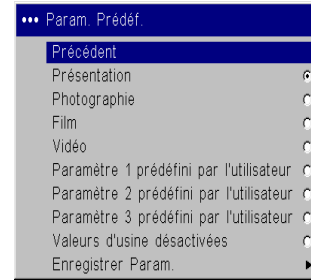 ••• Param. Prédéf.
Précédent
Présentation
Photographie
Film
Vidéo
Paramètre 1 prédéfini par l'utilisateur
Paramètre 2 prédéfini par l'utilisateur
Paramètre 3 prédéfini par l'utilisateur
Valeurs d'usine désactivées
Enregistrer Param.